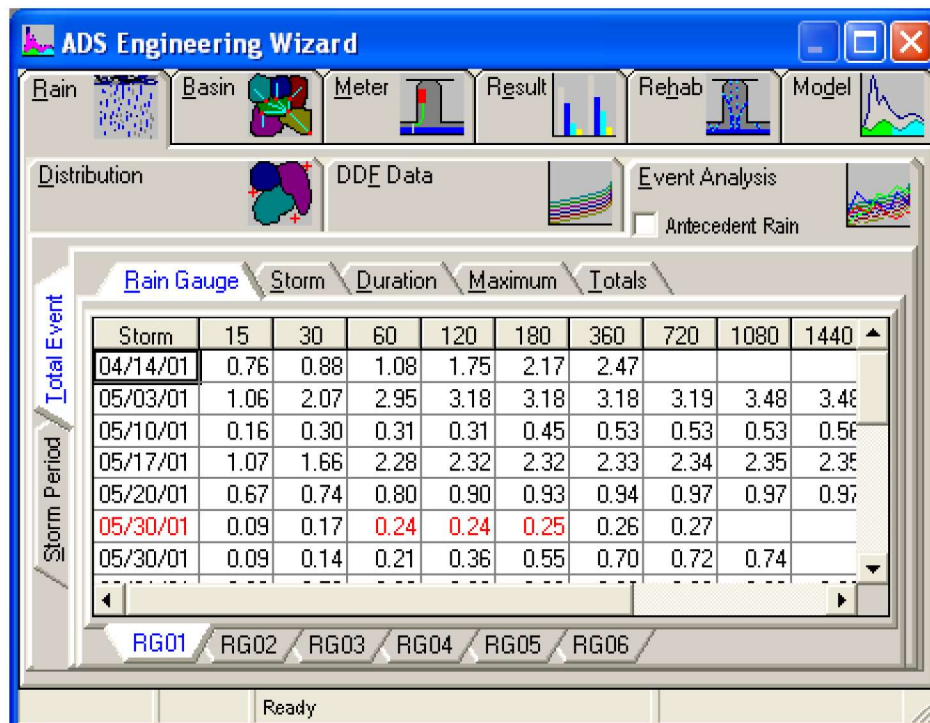 ADS Engineering Wizard
Rain Basin Meter Result Rehab Model
Distribution DDF Data Event Analysis
Antecedent Rain
Total Event
Storm Period
Rain Gauge Storm Duration Maximum Totals
Storm 15 30 60 120 180 360 720 1080 1440
04/14/01 0.76 0.88 1.08 1.75 2.17 2.47
05/03/01 1.06 2.07 2.95 3.18 3.18 3.18 3.19 3.48 3.48
05/10/01 0.16 0.30 0.31 0.31 0.45 0.53 0.53 0.53 0.56
05/17/01 1.07 1.66 2.28 2.32 2.32 2.33 2.34 2.35 2.35
05/20/01 0.67 0.74 0.80 0.90 0.93 0.94 0.97 0.97 0.97
05/30/01 0.09 0.17 0.24 0.24 0.25 0.26 0.27
05/30/01 0.09 0.14 0.21 0.36 0.55 0.70 0.72 0.74
RG01 RG02 RG03 RG04 RG05 RG06
Ready